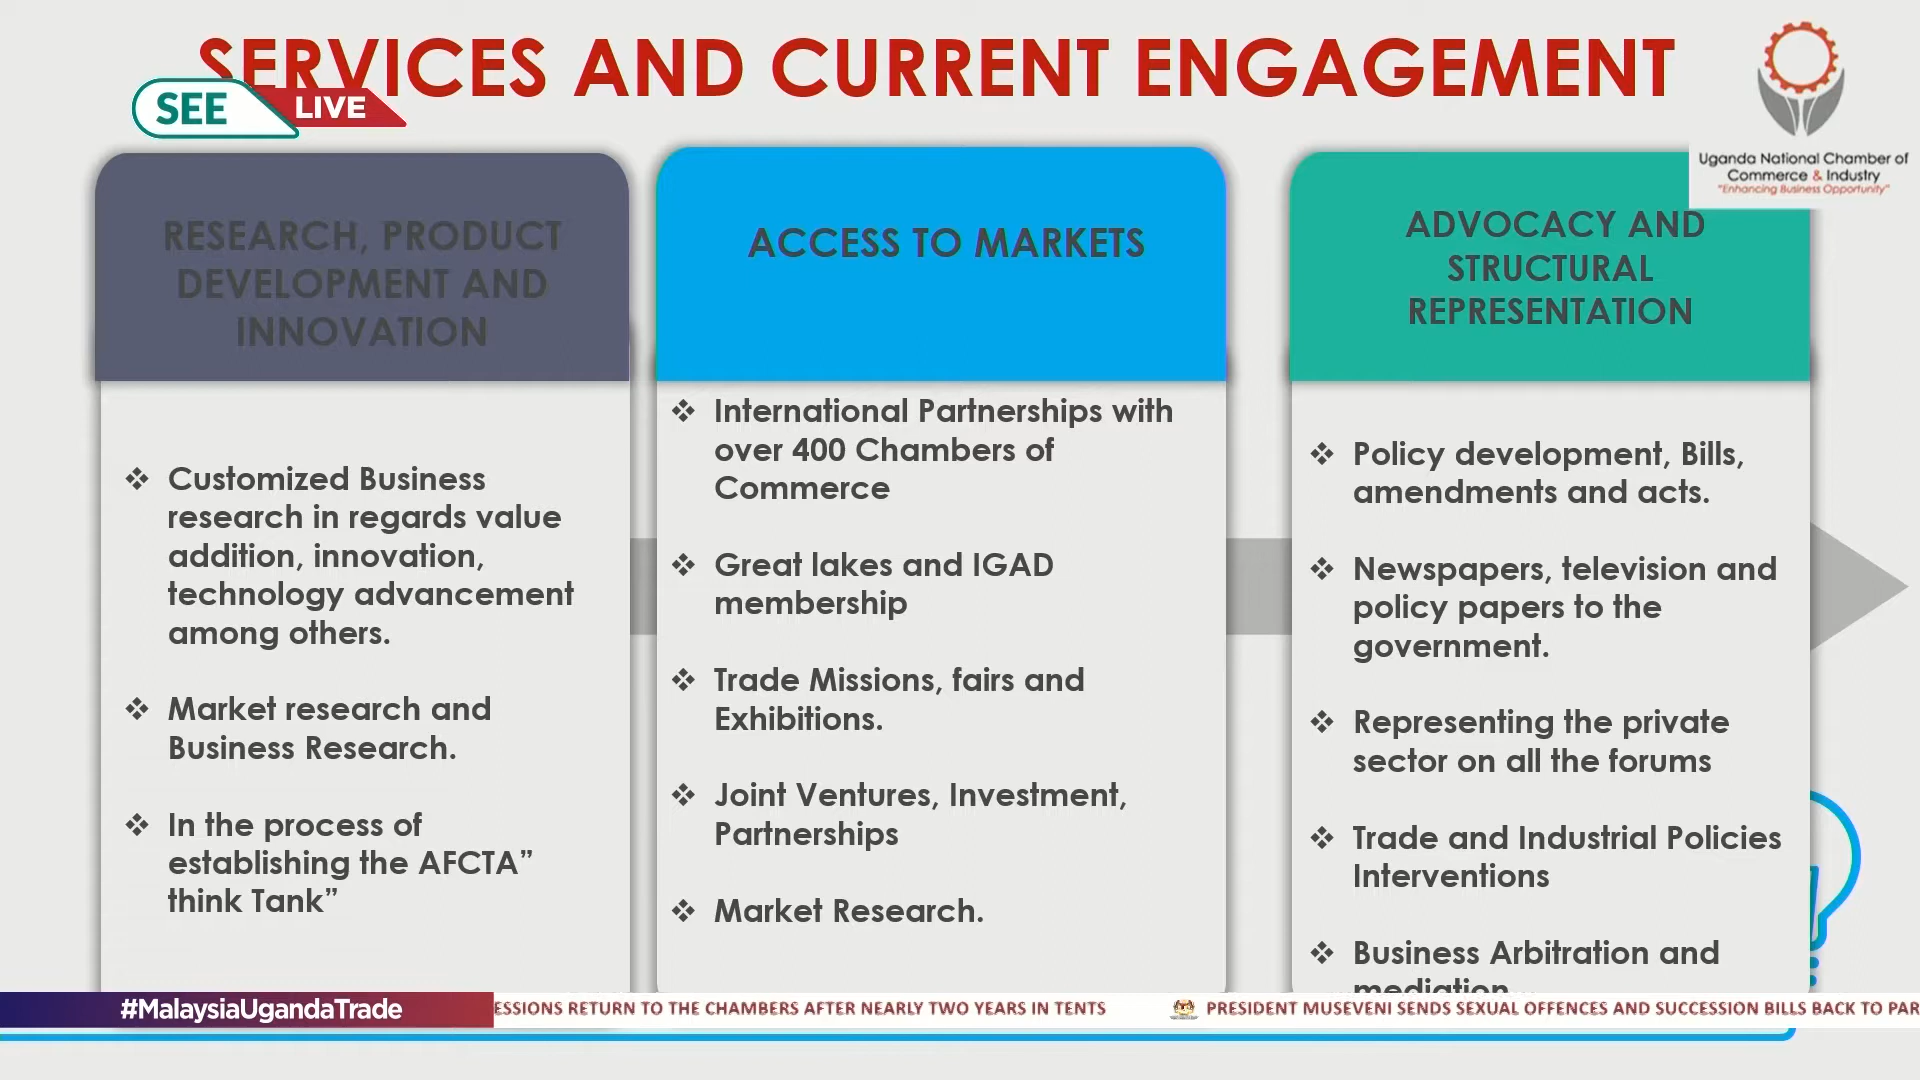 SERVICES AND CURRENT ENGAGEMENT
SEE
LIVE
Uganda National Chamber of
Commerce & Industry
"Enhancing Business Opportunity"
RESEARCH, PRODUCT
DEVELOPMENT AND
INNOVATION
❖ Customized Business
research in regards value
addition, innovation,
technology advancement
among others.
❖ Market research and
Business Research.
❖ In the process of
establishing the AFCTA”
think Tank”
ACCESS TO MARKETS
❖ International Partnerships with
over 400 Chambers of
Commerce
❖ Great lakes and IGAD
membership
❖ Trade Missions, fairs and
Exhibitions.
❖ Joint Ventures, Investment,
Partnerships
❖ Market Research.
ADVOCACY AND
STRUCTURAL
REPRESENTATION
❖ Policy development, Bills,
amendments and acts.
❖ Newspapers, television and
policy papers to the
government.
❖ Representing the private
sector on all the forums
❖ Trade and Industrial Policies
Interventions
❖ Business Arbitration and
mediation
#MalaysiaUgandaTrade
ESSIONS RETURN TO THE CHAMBERS AFTER NEARLY TWO YEARS IN TENTS PRESIDENT MUSEVENI SENDS SEXUAL OFFENCES AND SUCCESSION BILLS BACK TO PAR